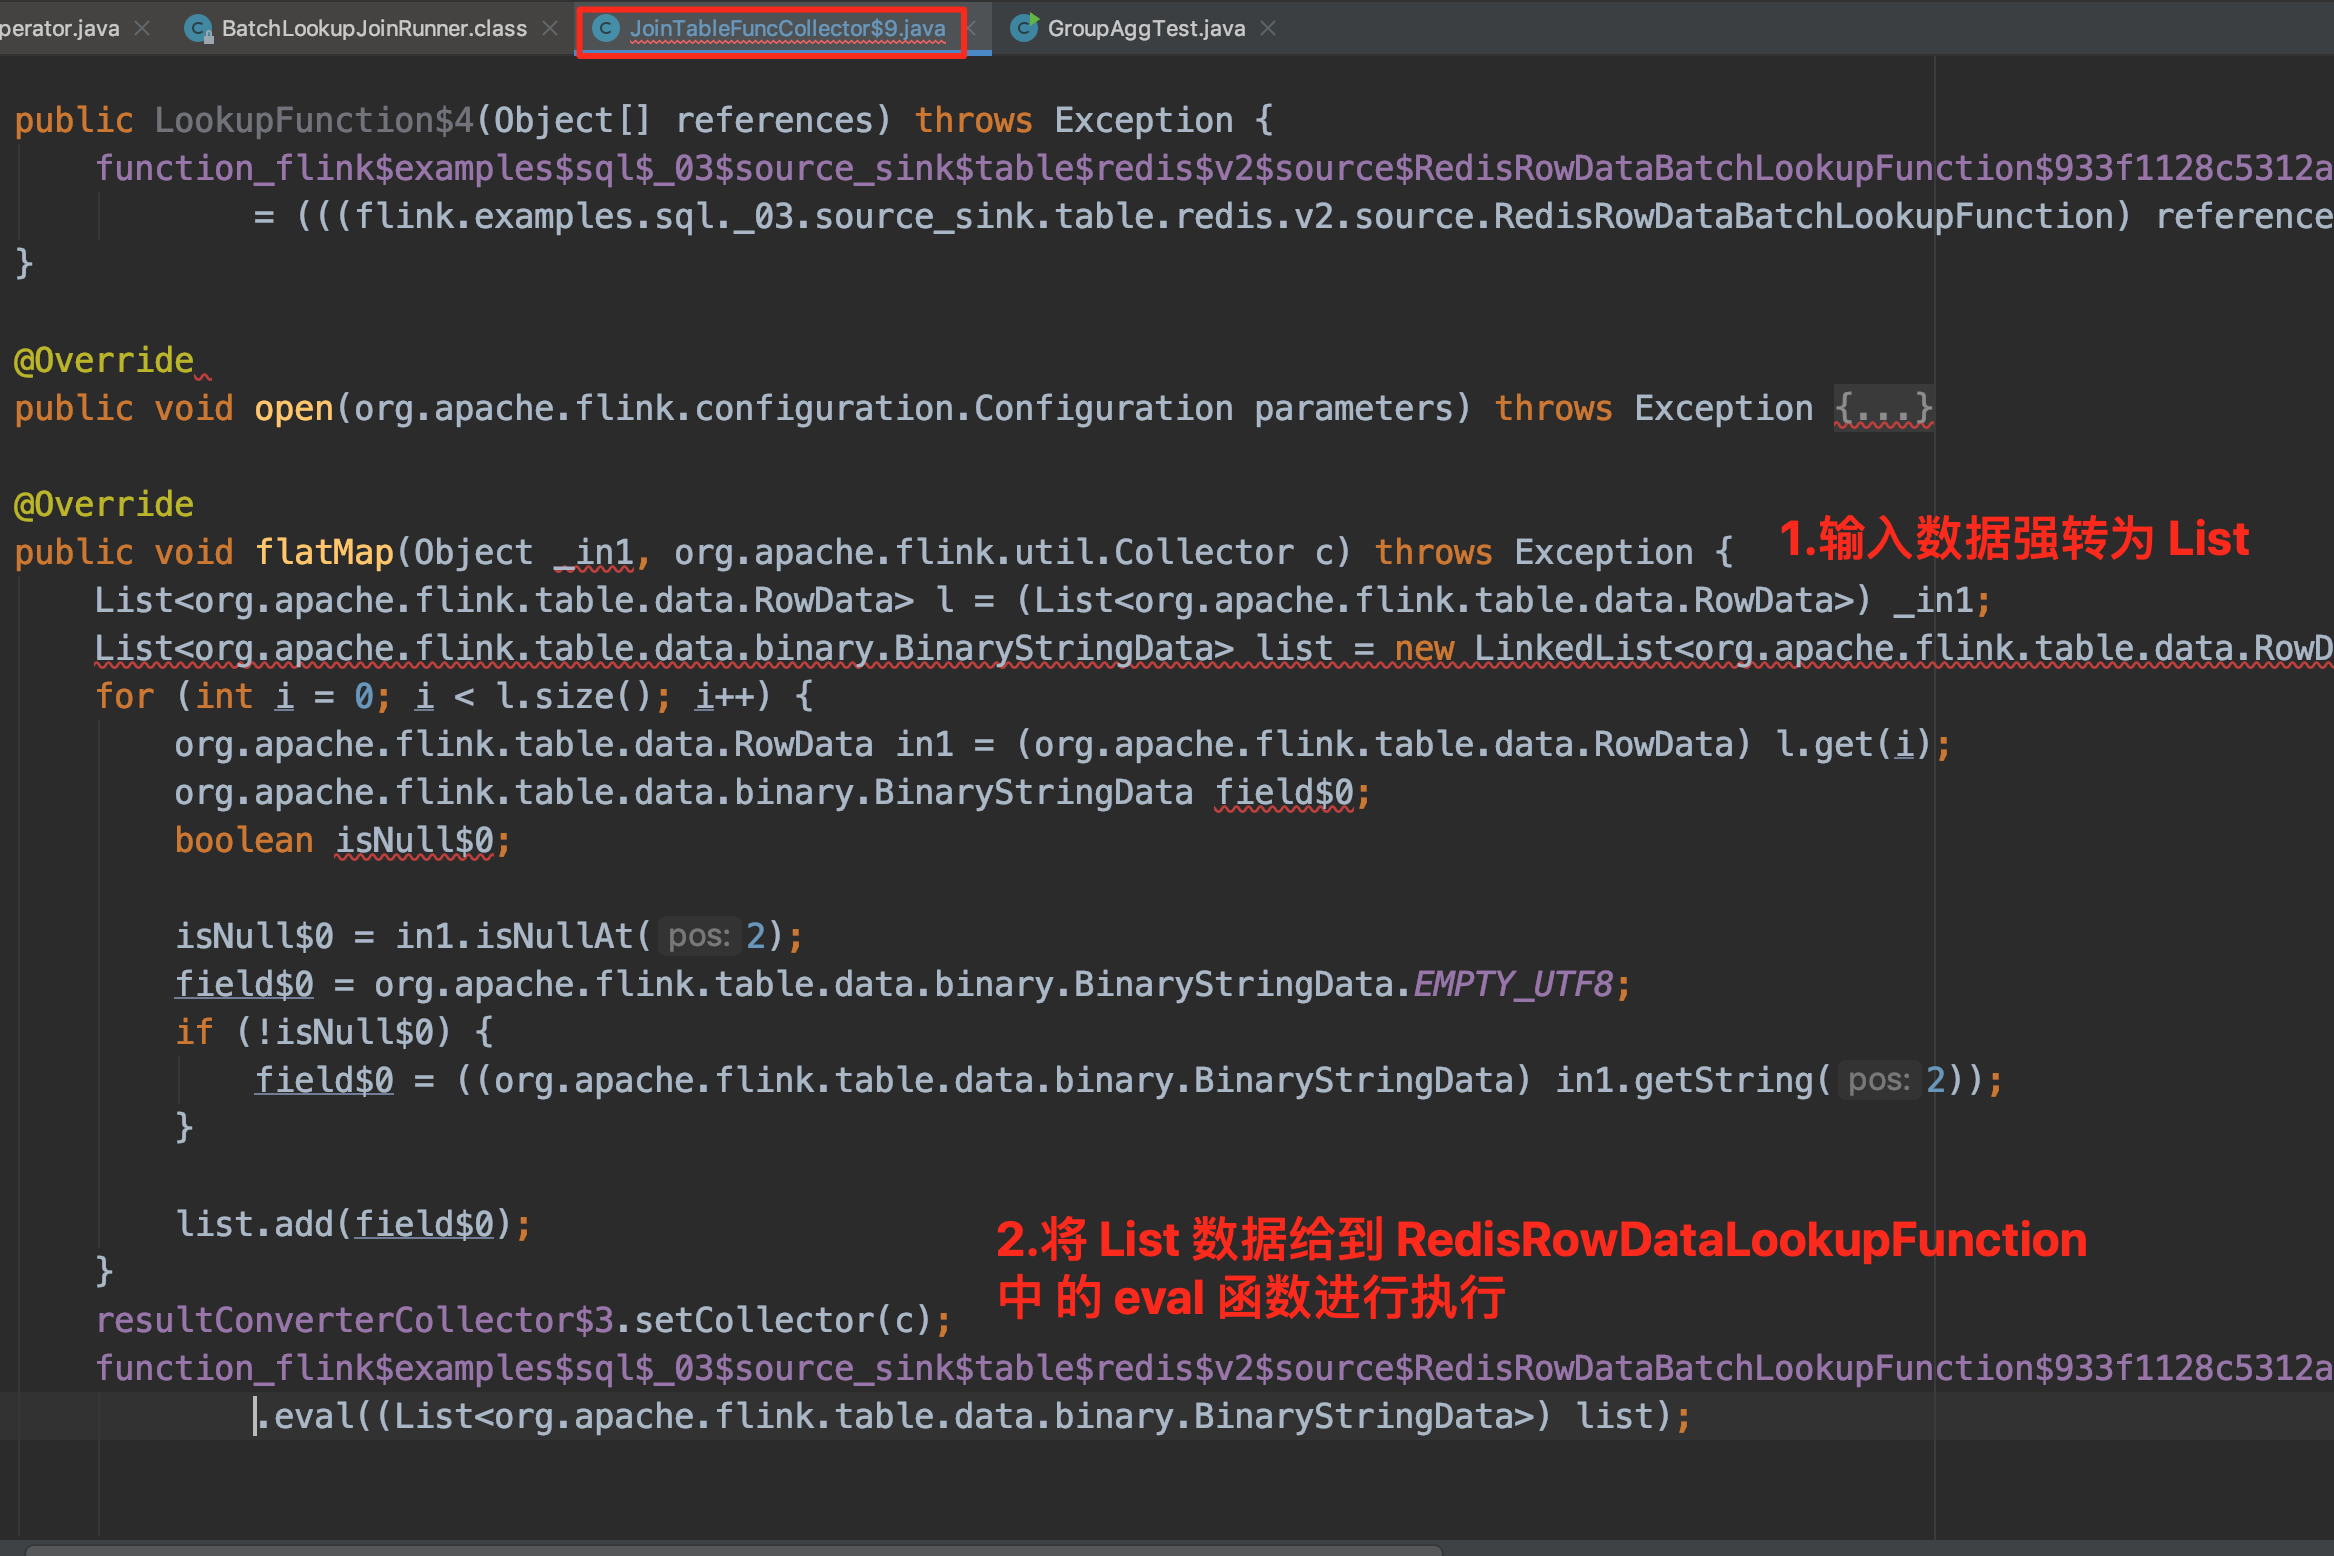 perator.java BatchLookupJoinRunner.class JoinTableFuncCollector$9.java GroupAggTest.java
public LookupFunction$4(Object[] references) throws Exception {
function_flink$examples$sql$_03$source_sink$table$redis$v2$source$RedisRowDataBatchLookupFunction$933f1128c5312a
= (((flink.examples.sql._03.source_sink.table.redis.v2.source.RedisRowDataBatchLookupFunction) reference
}
@Override
public void open(org.apache.flink.configuration.Configuration parameters) throws Exception {...}
@Override
public void flatMap(Object _in1, org.apache.flink.util.Collector c) throws Exception { 1.输入数据强转为 List
List<org.apache.flink.table.data.RowData> l = (List<org.apache.flink.table.data.RowData>) _in1;
List<org.apache.flink.table.data.binary.BinaryStringData> list = new LinkedList<org.apache.flink.table.data.RowD
for (int i = 0; i < l.size(); i++) {
org.apache.flink.table.data.RowData in1 = (org.apache.flink.table.data.RowData) l.get(i);
org.apache.flink.table.data.binary.BinaryStringData field$0;
boolean isNull$0;
isNull$0 = in1.isNullAt( pos: 2);
field$0 = org.apache.flink.table.data.binary.BinaryStringData.EMPTY_UTF8;
if (!isNull$0) {
field$0 = ((org.apache.flink.table.data.binary.BinaryStringData) in1.getString( pos: 2));
}
list.add(field$0);
2.将 List 数据给到 RedisRowDataLookupFunction
}
中 的 eval 函数进行执行
resultConverterCollector$3.setCollector(c);
function_flink$examples$sql$_03$source_sink$table$redis$v2$source$RedisRowDataBatchLookupFunction$933f1128c5312a
.eval((List<org.apache.flink.table.data.binary.BinaryStringData>) list);